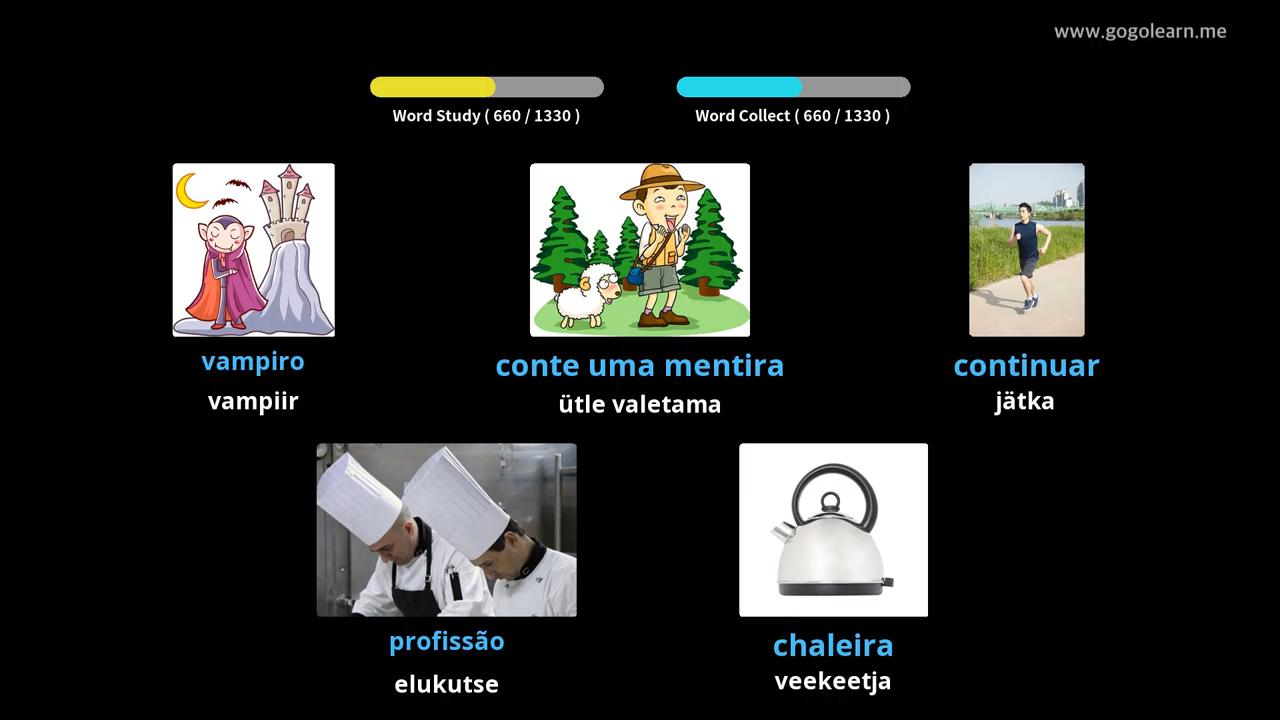 www.gogolearn.me
Word Study ( 660 / 1330 )
Word Collect ( 660 / 1330 )
vampiro
vampiir
conte uma mentira
ütle valetama
continuar
jätka
profissão
elukutse
chaleira
veekeetja